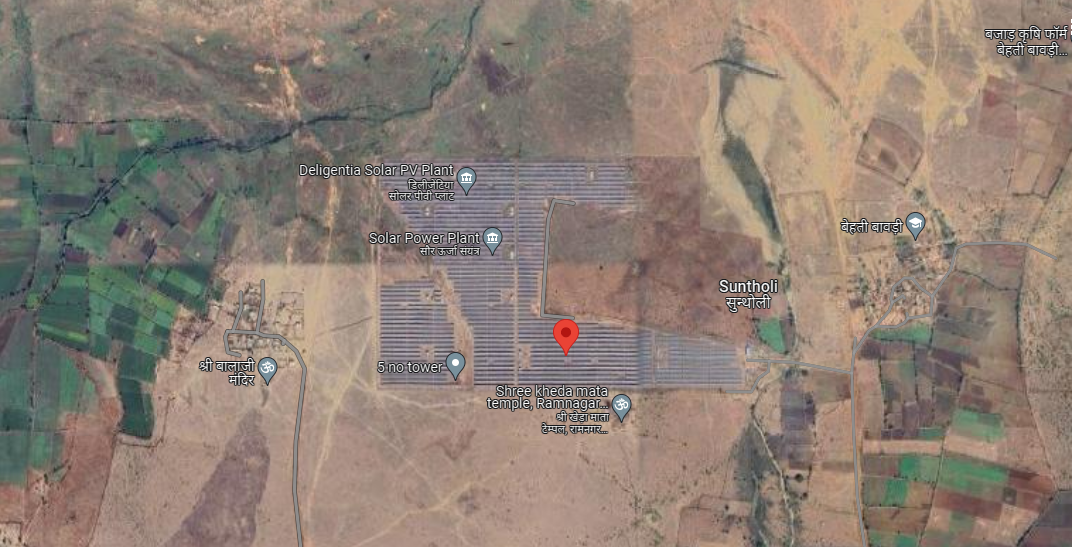 बजाड़ कृषि फॉर्म
बेहती बावड़ी...
Deligentia Solar PV Plant
डिलीजेंटिया
सोलर पीवी प्लांट
Solar Power Plant
सौर ऊर्जा सयंत्र
बेहती बावड़ी
Suntholi
सुन्थोली
श्री बालाजी
मंदिर
5 no tower
Shree kheda mata
temple, Ramnagar...
श्री खेडा माता
टेम्पल, रामनगर...